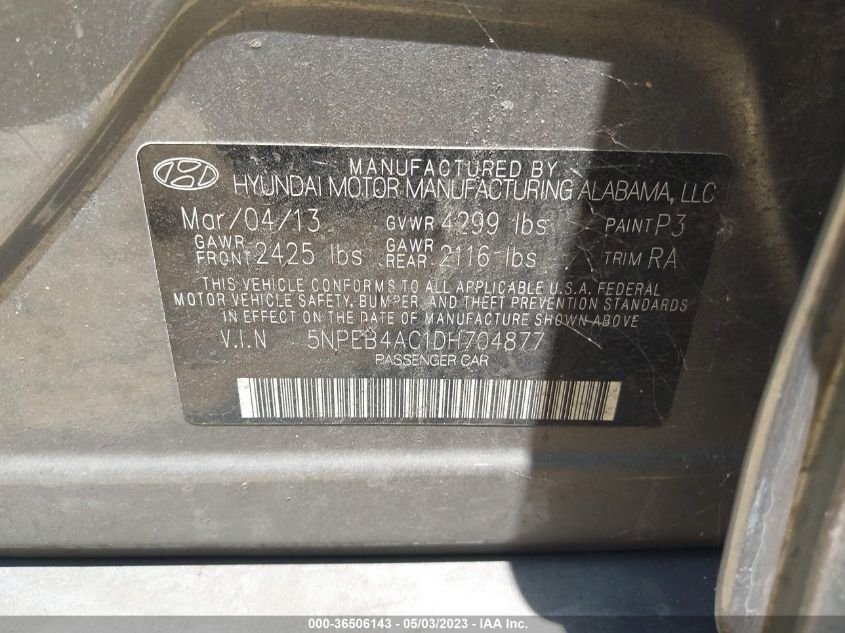 MANUFACTURED BY
HYUNDAI MOTOR MANUFACTURING ALABAMA, LLC
Mar/04/13 GVWR 4299 lbs PAINT P3
GAWR FRONT 2425 lbs GAWR REAR 2116 lbs TRIM RA
THIS VEHICLE CONFORMS TO ALL APPLICABLE U.S.A. FEDERAL
MOTOR VEHICLE SAFETY, BUMPER, AND THEFT PREVENTION STANDARDS
IN EFFECT ON THE DATE OF MANUFACTURE SHOWN ABOVE
V.I.N 5NPEB4AC1DH704877
PASSENGER CAR
000-36506143 - 05/03/2023 - COPYRIGHT IAA, Inc.